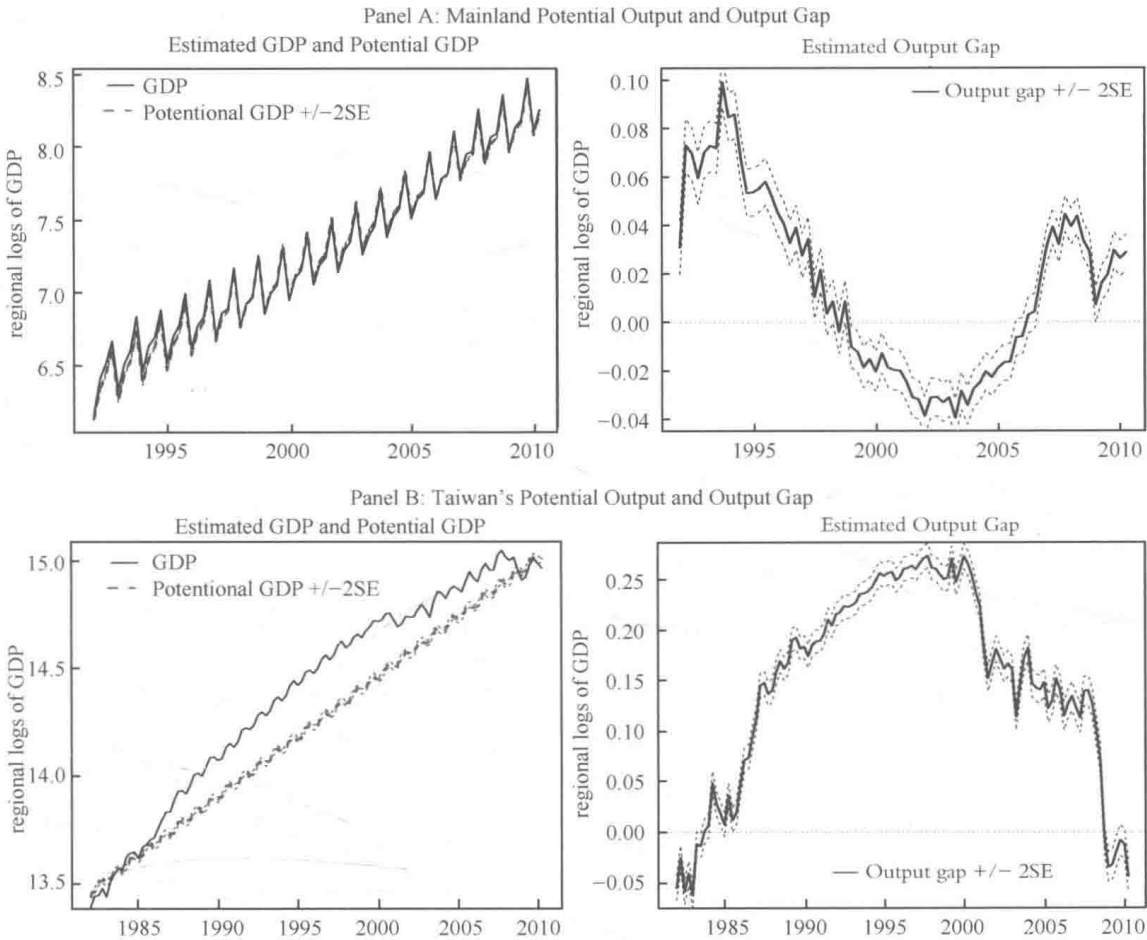 Panel A: Mainland Potential Output and Output Gap
Estimated GDP and Potential GDP
regional logs of GDP
8.5
8.0
7.5
7.0
6.5
GDP
Potentional GDP +/−2SE
1995
2000
2005
2010
Estimated Output Gap
regional logs of GDP
0.10
0.08
0.06
0.04
0.02
0.00
−0.02
−0.04
Output gap +/− 2SE
1995
2000
2005
2010
Panel B: Taiwan's Potential Output and Output Gap
Estimated GDP and Potential GDP
regional logs of GDP
15.0
14.5
14.0
13.5
GDP
Potentional GDP +/−2SE
1985
1990
1995
2000
2005
2010
Estimated Output Gap
regional logs of GDP
0.25
0.20
0.15
0.10
0.05
0.00
−0.05
Output gap +/− 2SE
1985
1990
1995
2000
2005
2010